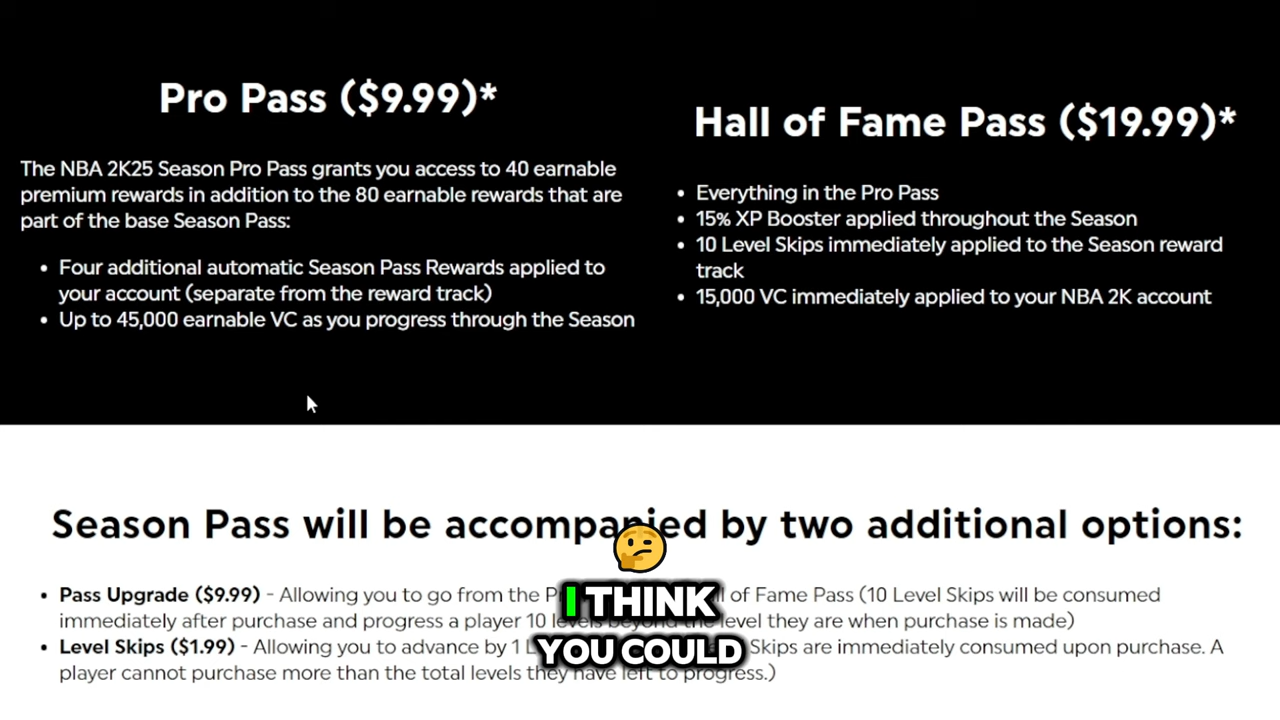 Pro Pass ($9.99)*
The NBA 2K25 Season Pro Pass grants you access to 40 earnable
premium rewards in addition to the 80 earnable rewards that are
part of the base Season Pass:
• Four additional automatic Season Pass Rewards applied to
your account (separate from the reward track)
• Up to 45,000 earnable VC as you progress through the Season
Hall of Fame Pass ($19.99)*
• Everything in the Pro Pass
• 15% XP Booster applied throughout the Season
• 10 Level Skips immediately applied to the Season reward
track
• 15,000 VC immediately applied to your NBA 2K account
Season Pass will be accompanied by two additional options:
• Pass Upgrade ($9.99) - Allowing you to go from the of Fame Pass (10 Level Skips will be consumed
immediately after purchase and progress a player 10 levels beyond the level they are when purchase is made)
• Level Skips ($1.99) - Allowing you to advance by 1 Skips are immediately consumed upon purchase. A
player cannot purchase more than the total levels they have left to progress.)
I THINK
YOU COULD